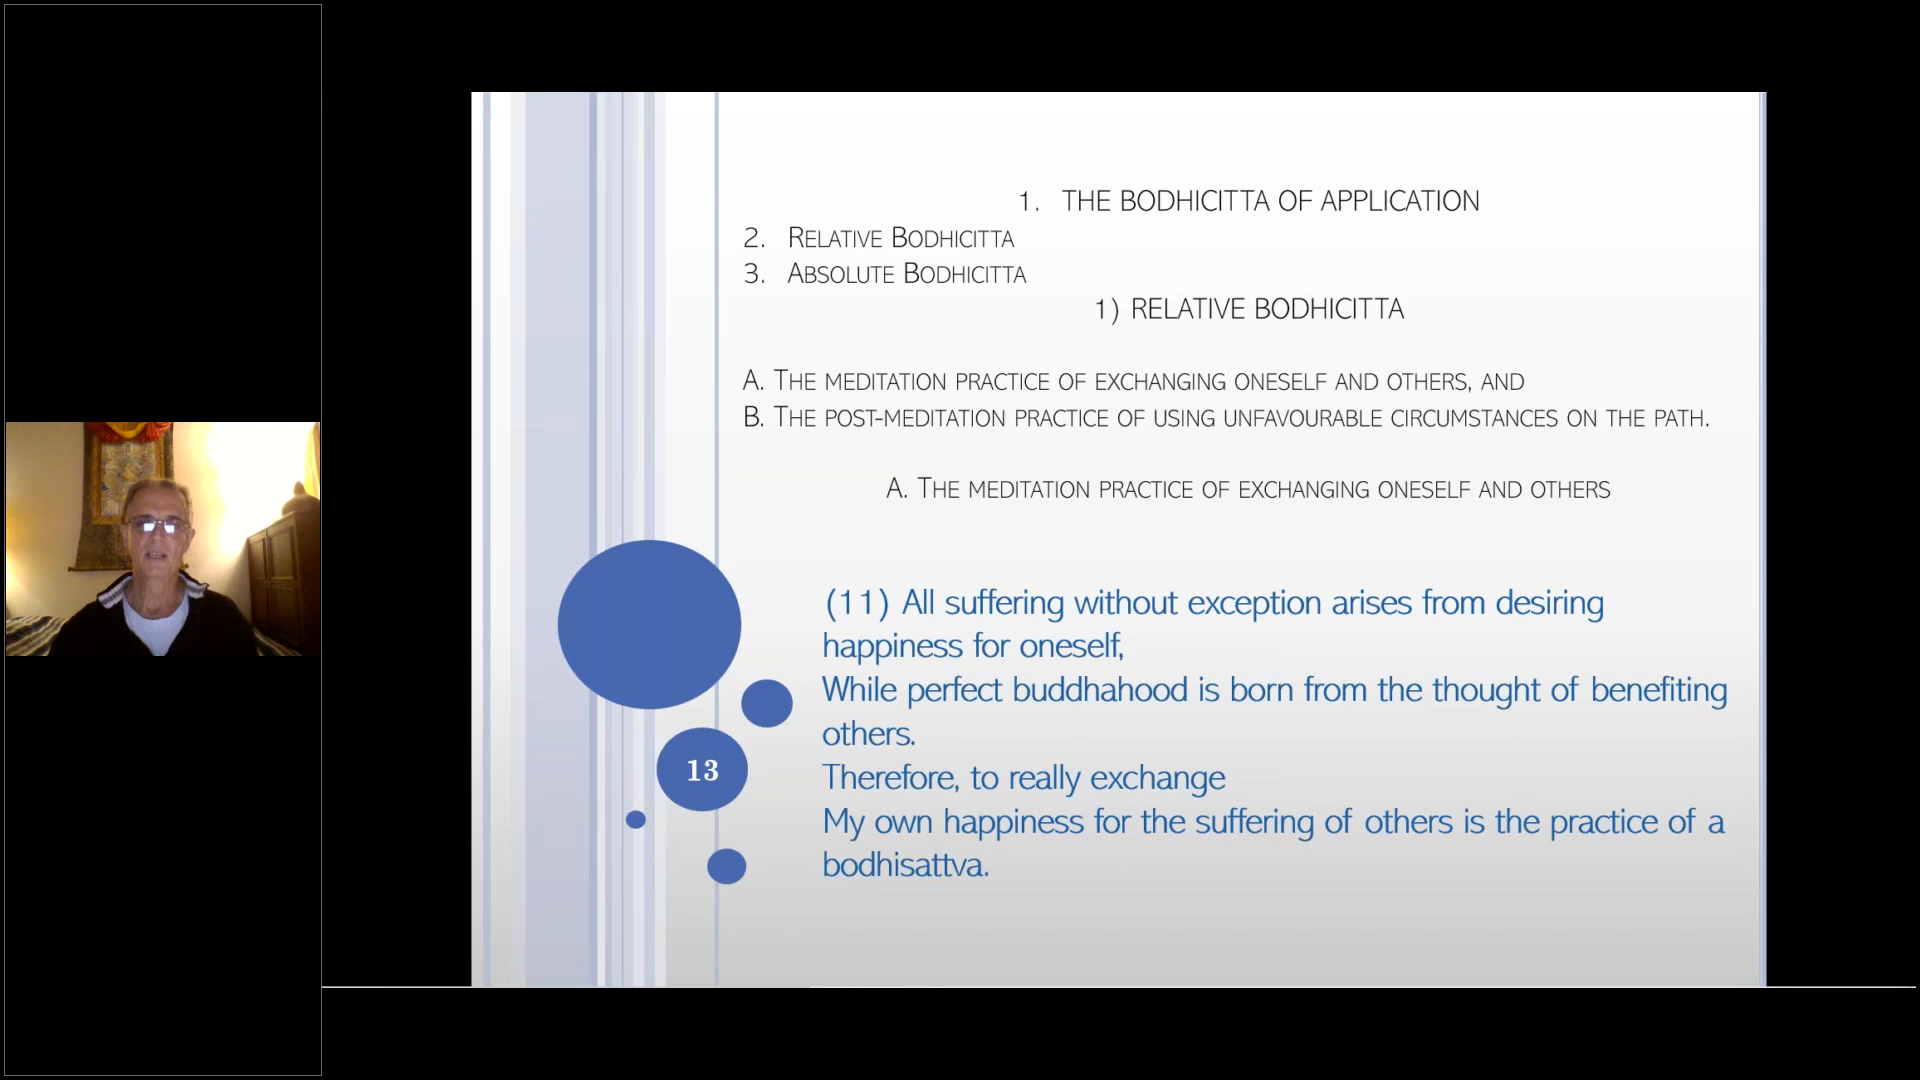 1. THE BODHICITTA OF APPLICATION
2. RELATIVE BODHICITTA
3. ABSOLUTE BODHICITTA
1) RELATIVE BODHICITTA
A. THE MEDITATION PRACTICE OF EXCHANGING ONESELF AND OTHERS, AND
B. THE POST-MEDITATION PRACTICE OF USING UNFAVOURABLE CIRCUMSTANCES ON THE PATH.
A. THE MEDITATION PRACTICE OF EXCHANGING ONESELF AND OTHERS
(11) All suffering without exception arises from desiring
happiness for oneself,
While perfect buddhahood is born from the thought of benefiting
others.
Therefore, to really exchange
My own happiness for the suffering of others is the practice of a
bodhisattva.
13